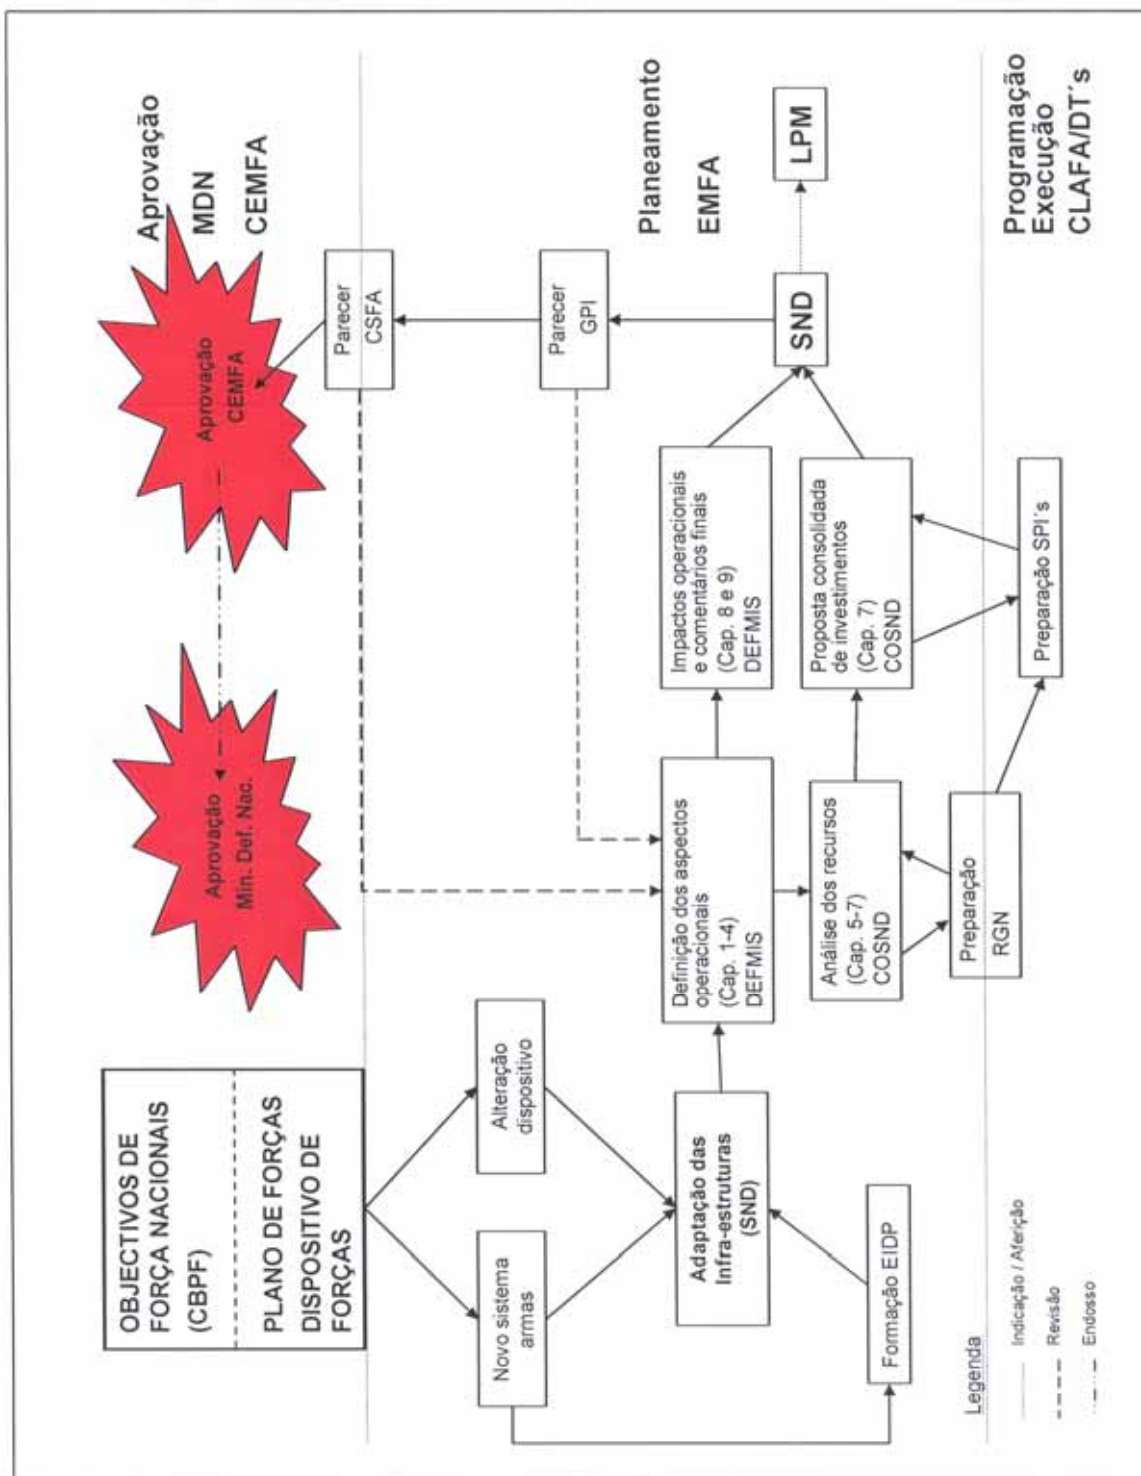 OBJECTIVOS DE
FORÇA NACIONAIS
(CBPF)
PLANO DE FORÇAS
DISPOSITIVO DE
FORÇAS
Aprovação
Min. Def. Nac.
Aprovação
CEMFA
Aprovação
MDN
CEMFA
Novo sistema
armas
Alteração
dispositivo
Parecer
CSFA
Parecer
GPI
Planeamento
EMFA
Adaptação das
Infra-estruturas
(SND)
Definição dos aspectos
operacionais
(Cap. 1-4)
DEFMIS
Impactos operacionais
e comentários finais
(Cap. 8 e 9)
DEFMIS
SND
LPM
Formação EIDP
Análise dos recursos
(Cap. 5-7)
COSND
Proposta consolidada
de investimentos
(Cap. 7)
COSND
Preparação
RGN
Preparação SPI´s
Programação
Execução
CLAFA/DT´s
Legenda
Indicação / Aferição
Revisão
Endosso